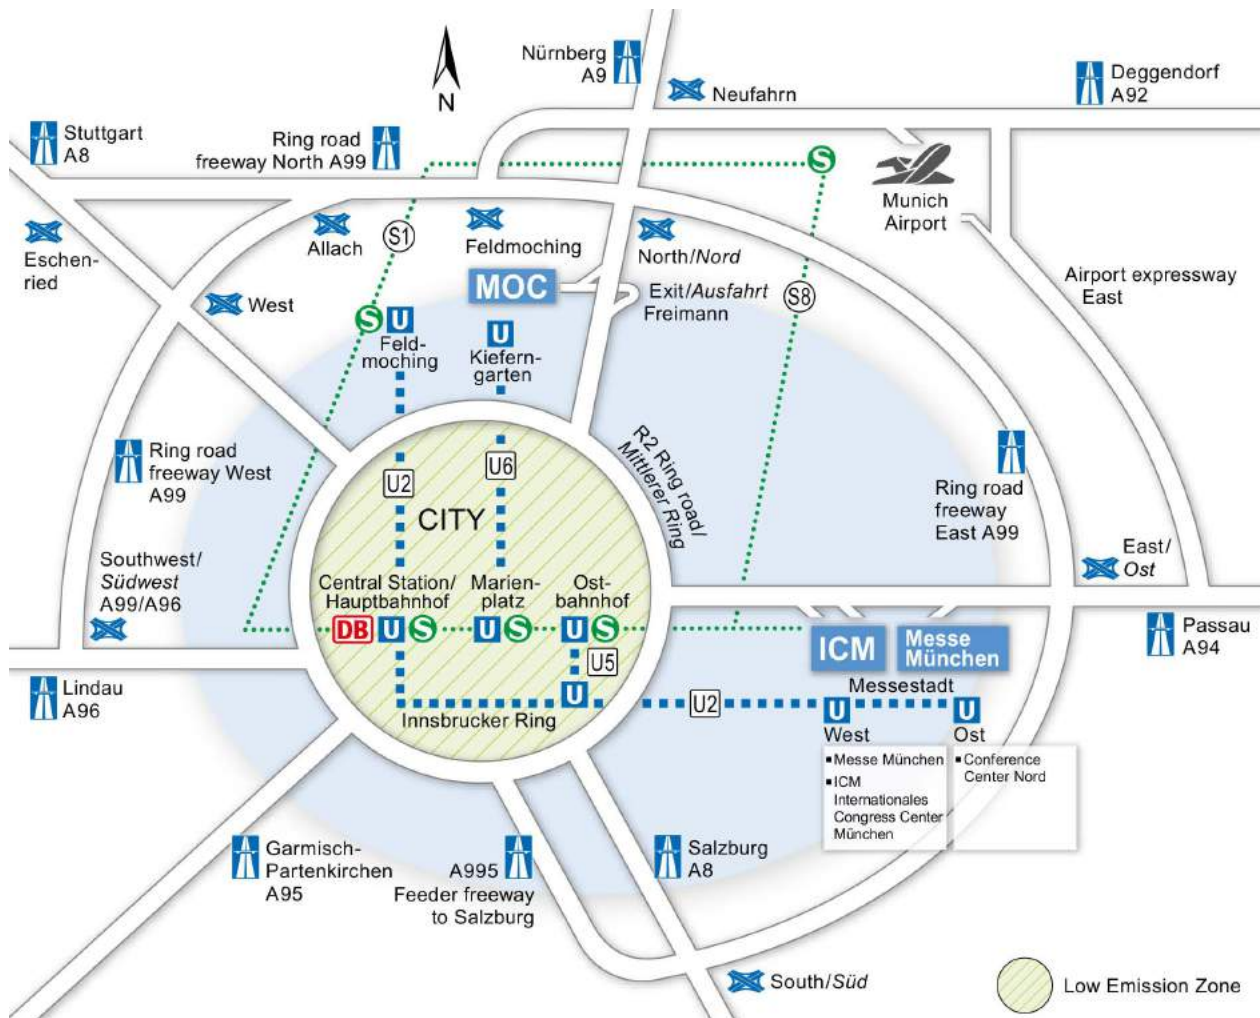 Nürnberg
A9
N
Neufahrn
Deggendorf
A92
Stuttgart
A8
Ring road
freeway North A99
S
Munich
Airport
Eschen-
ried
Allach
S1
Feldmoching
North/Nord
MOC
Exit/Ausfahrt
Freimann
S8
Airport expressway
East
West
S
U
Feld-
moching
U
Kiefern-
garten
Ring road
freeway West
A99
U2
U6
R2 Ring road/
Mittlerer Ring
Ring road
freeway
East A99
CITY
Southwest/
Südwest
A99/A96
East/
Ost
Central Station/
Hauptbahnhof
Marien-
platz
Ost-
bahnhof
DB
U
S
U
S
U
S
ICM
Messe
München
Passau
A94
U5
Lindau
A96
U
Innsbrucker Ring
U2
Messestadt
U
West
U
Ost
Messe München
ICM
Internationales
Congress Center
München
Conference
Center Nord
Garmisch-
Partenkirchen
A95
A995
Feeder freeway
to Salzburg
Salzburg
A8
South/Süd
Low Emission Zone